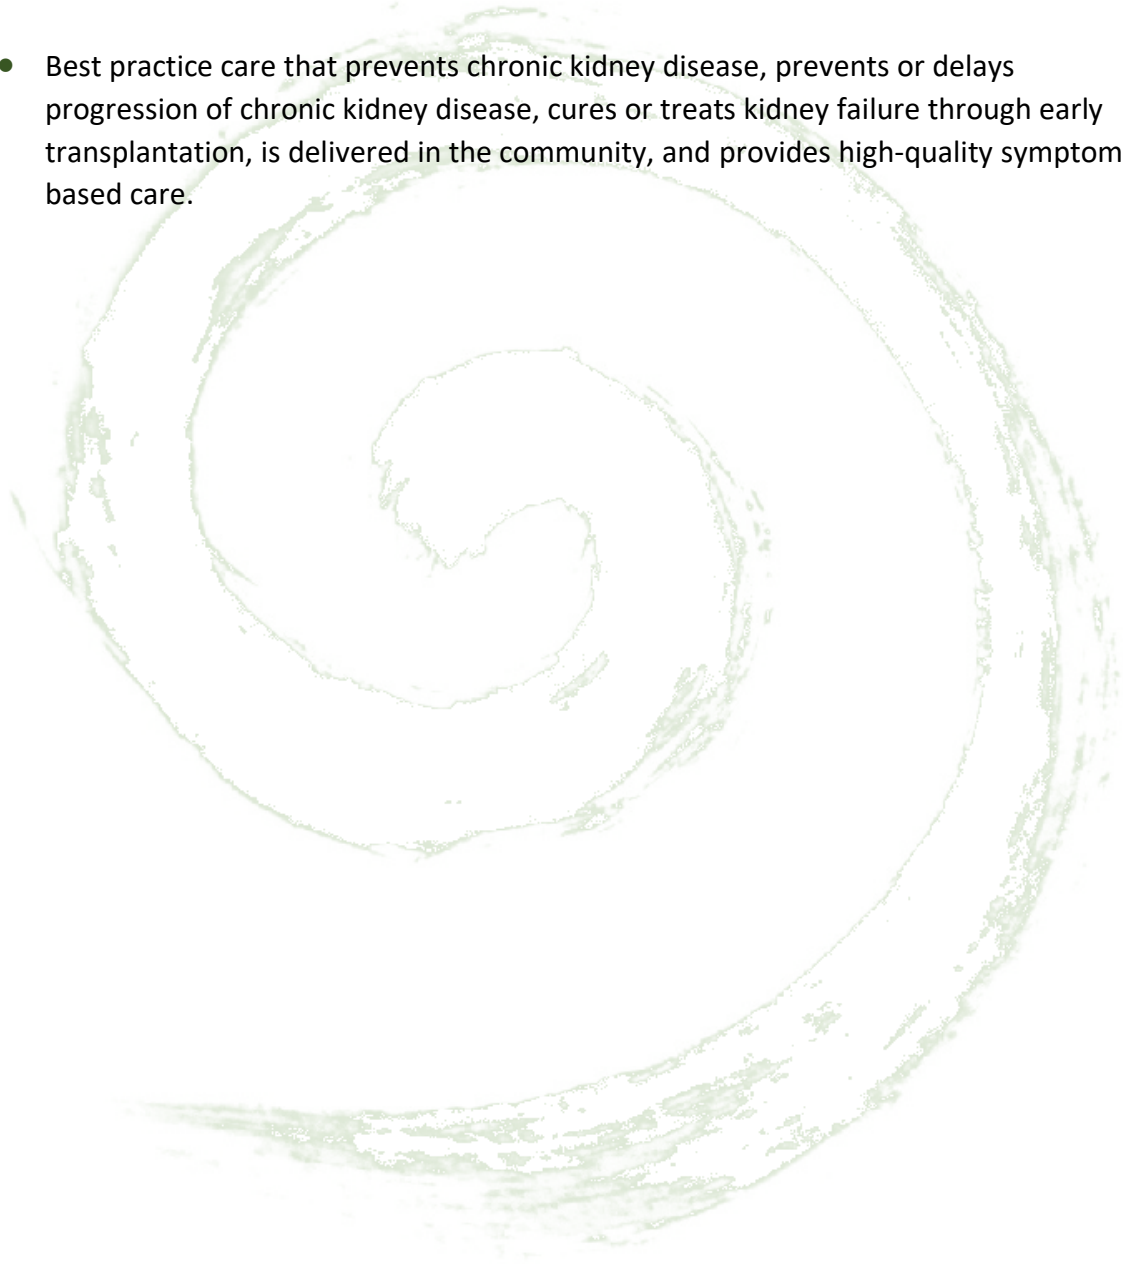 • Best practice care that prevents chronic kidney disease, prevents or delays
progression of chronic kidney disease, cures or treats kidney failure through early
transplantation, is delivered in the community, and provides high-quality symptom
based care.